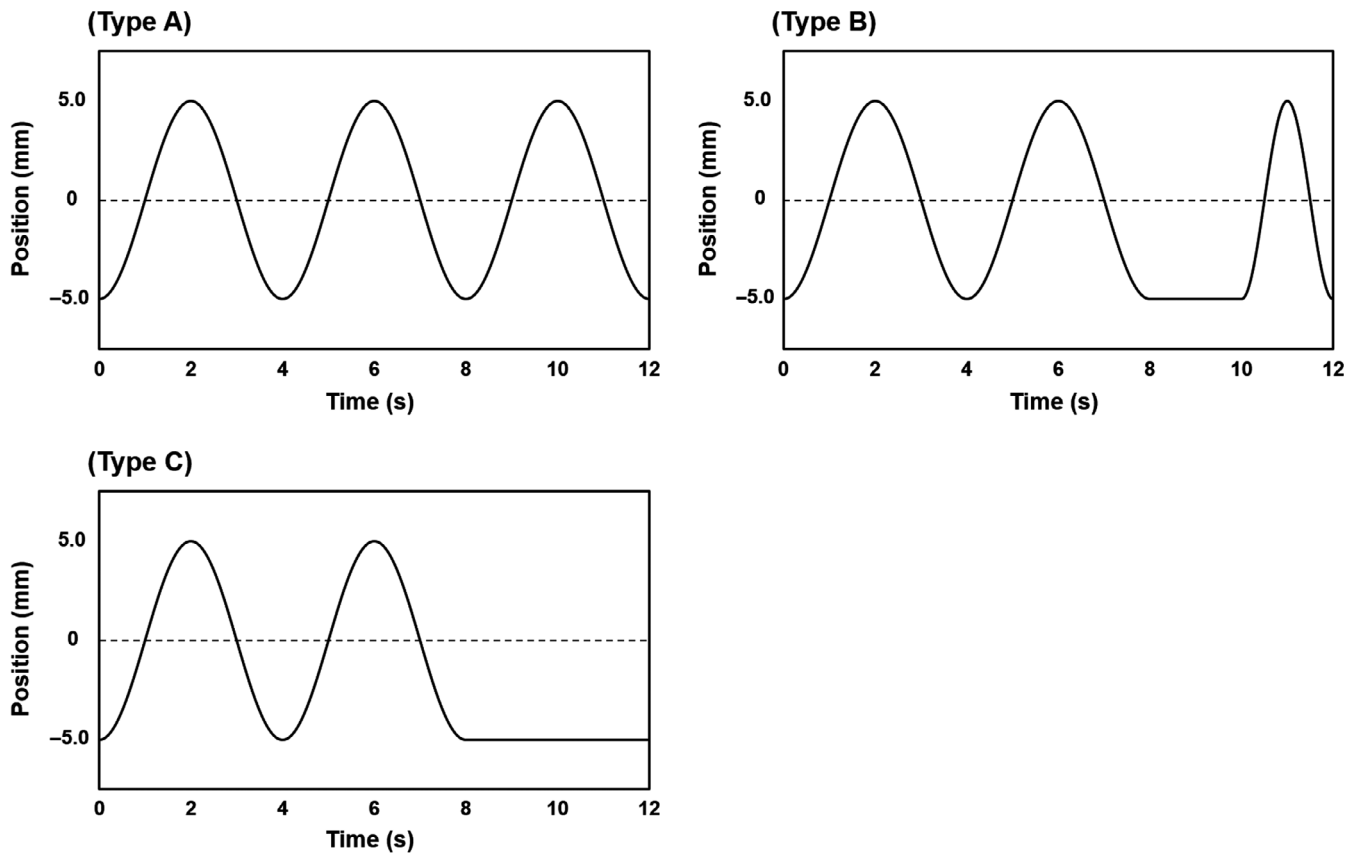 (Type A)
Position (mm)
5.0
0
–5.0
0 2 4 6 8 10 12
Time (s)
(Type B)
Position (mm)
5.0
0
–5.0
0 2 4 6 8 10 12
Time (s)
(Type C)
Position (mm)
5.0
0
–5.0
0 2 4 6 8 10 12
Time (s)